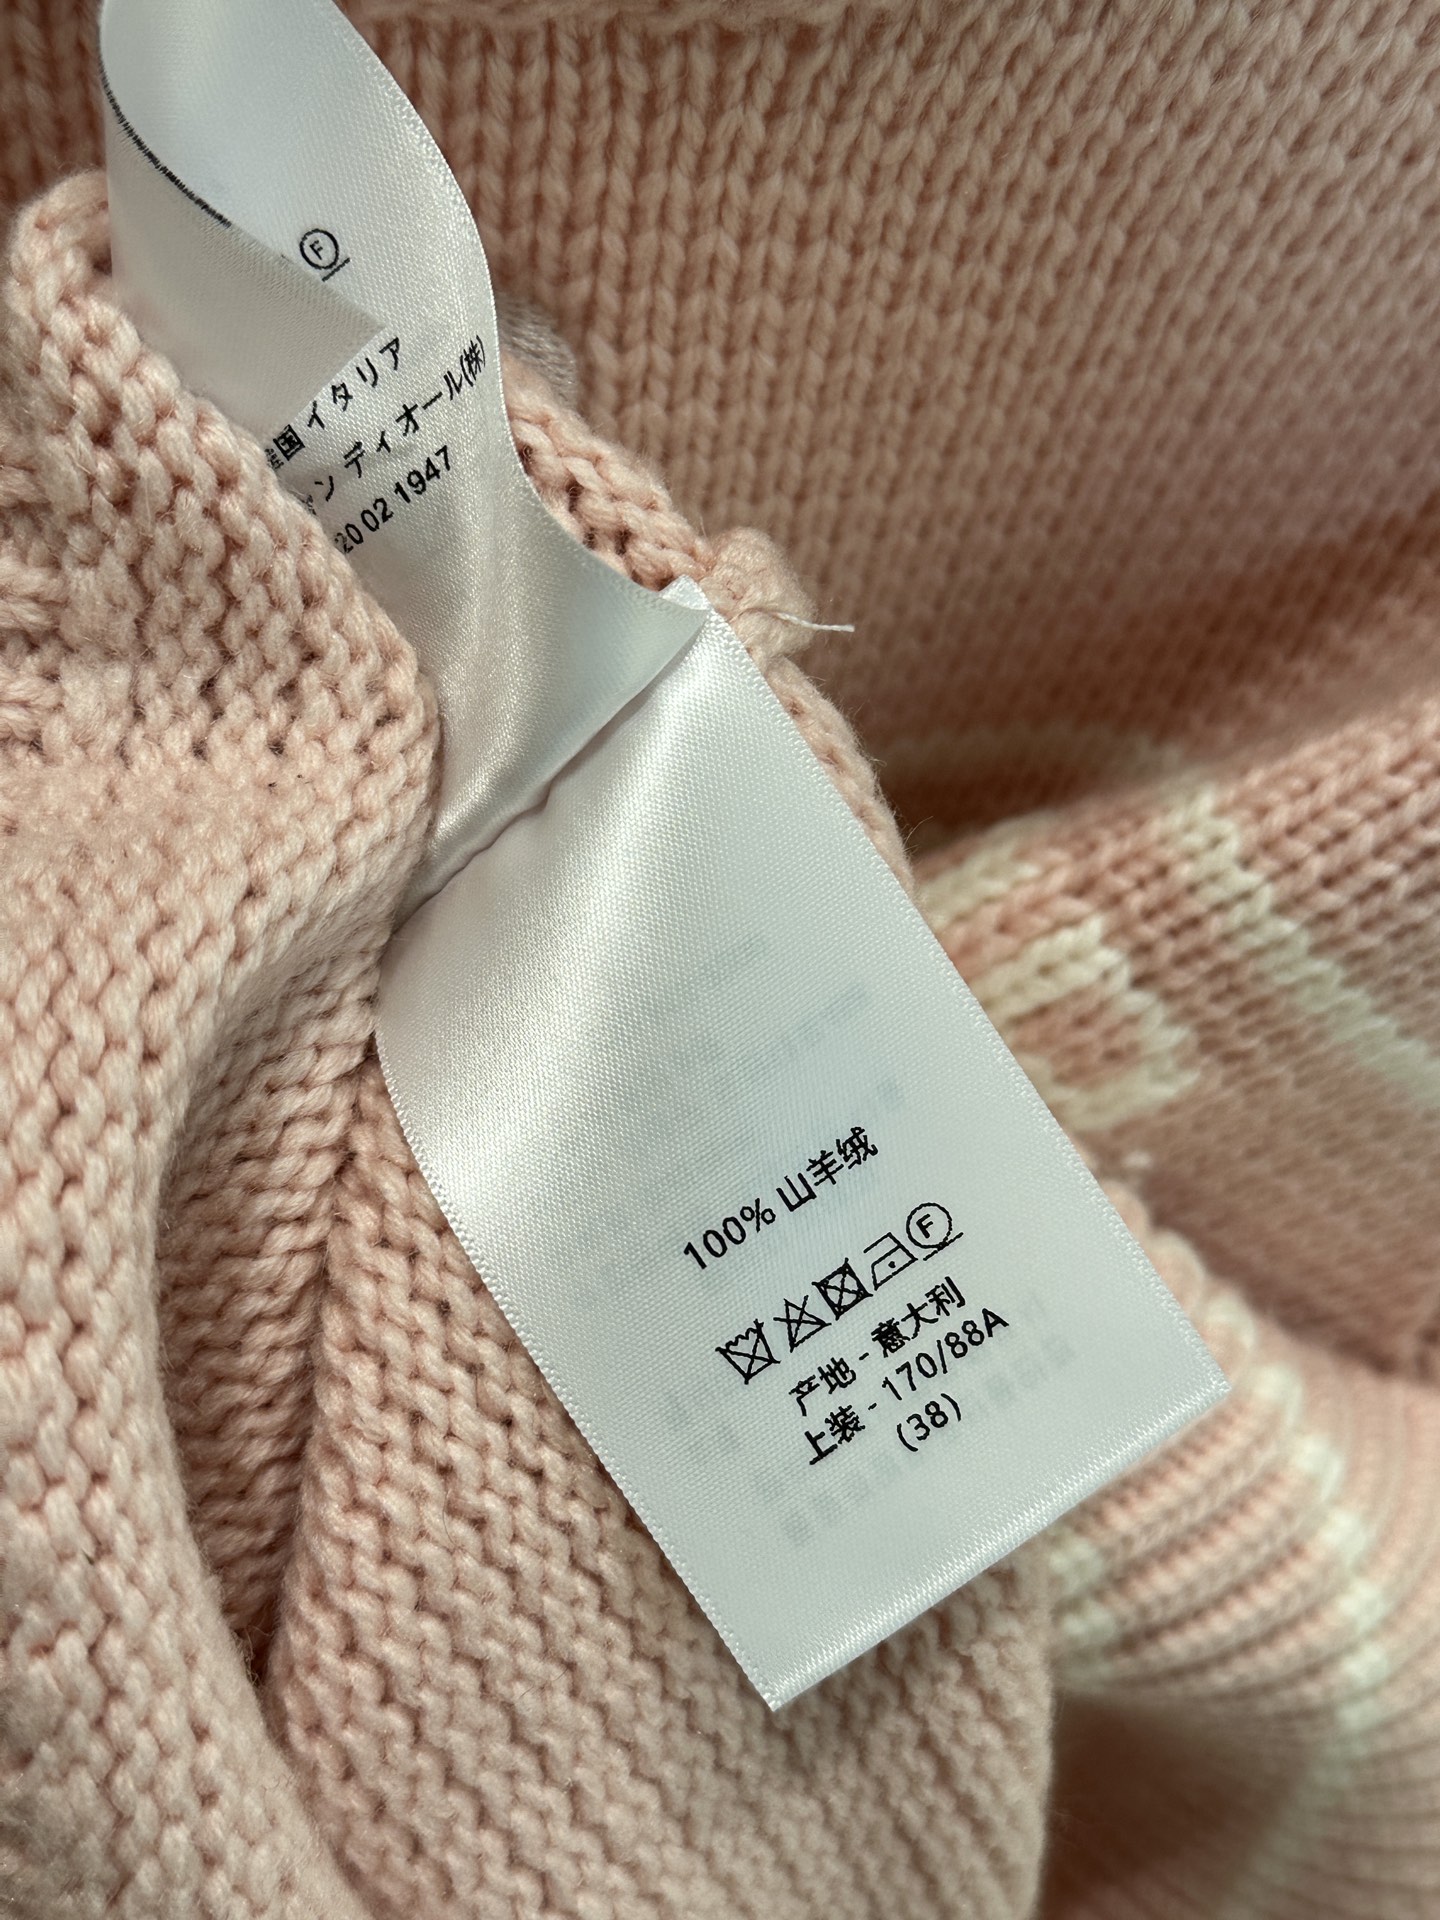 F
国 イタリア
ン ディオール(株)
20 02 1947
100% 山羊绒
F
产地 - 意大利
上装 - 170/88A
(38)